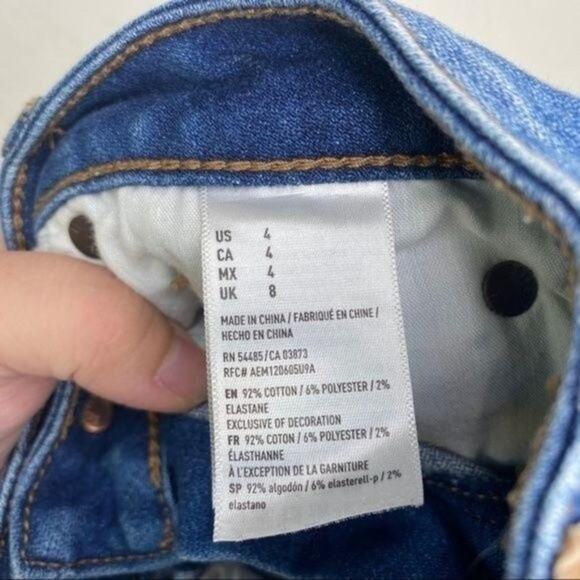 US 4
CA 4
MX 4
UK 8
MADE IN CHINA / FABRIQUÉ EN CHINE /
HECHO EN CHINA
RN 54485/CA 03873
RFC# AEM120605U9A
EN 92% COTTON / 6% POLYESTER / 2%
ELASTANE
EXCLUSIVE OF DECORATION
FR 92% COTON / 6% POLYESTER / 2%
ÉLASTHANNE
À L'EXCEPTION DE LA GARNITURE
SP 92% algodón / 6% elasterell-p / 2%
elastano